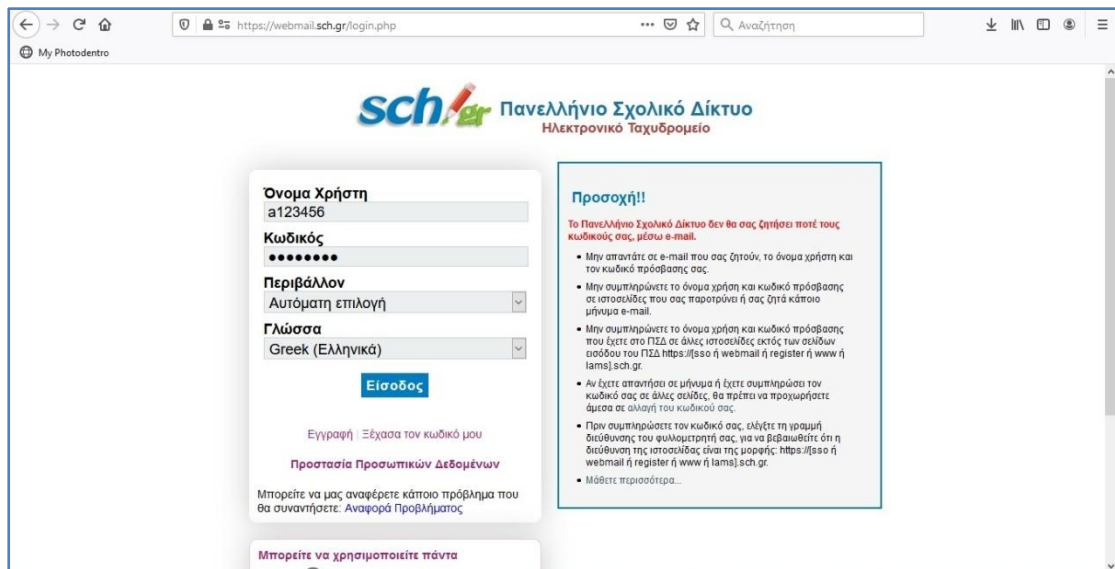 https://webmail.sch.gr/login.php
Αναζήτηση
My Photodentro
sch.gr
Πανελλήνιο Σχολικό Δίκτυο
Ηλεκτρονικό Ταχυδρομείο
Όνομα Χρήστη
a123456
Κωδικός
••••••••
Περιβάλλον
Αυτόματη επιλογή
Γλώσσα
Greek (Ελληνικά)
Είσοδος
Εγγραφή | Ξέχασα τον κωδικό μου
Προστασία Προσωπικών Δεδομένων
Μπορείτε να μας αναφέρετε κάποιο πρόβλημα που
θα συναντήσετε: Αναφορά Προβλήματος
Μπορείτε να χρησιμοποιείτε πάντα
Προσοχή!!
Το Πανελλήνιο Σχολικό Δίκτυο δεν θα σας ζητήσει ποτέ τους
κωδικούς σας, μέσω e-mail.
• Μην απαντάτε σε e-mail που σας ζητούν, το όνομα χρήστη και
τον κωδικό πρόσβασης σας.
• Μην συμπληρώνετε το όνομα χρήση και κωδικό πρόσβασης
σε ιστοσελίδες που σας παροτρύνει ή σας ζητά κάποιο
μήνυμα e-mail.
• Μην συμπληρώνετε το όνομα χρήση και κωδικό πρόσβασης
που έχετε στο ΠΣΔ σε άλλες ιστοσελίδες εκτός των σελίδων
εισόδου του ΠΣΔ https://[sso ή webmail ή register ή www ή
lams].sch.gr.
• Αν έχετε απαντήσει σε μήνυμα ή έχετε συμπληρώσει τον
κωδικό σας σε άλλες σελίδες, θα πρέπει να προχωρήσετε
άμεσα σε αλλαγή του κωδικού σας.
• Πριν συμπληρώσετε τον κωδικό σας, ελέγξτε τη γραμμή
διεύθυνσης του φυλλομετρητή σας, για να βεβαιωθείτε ότι η
διεύθυνση της ιστοσελίδας είναι της μορφής: https://[sso ή
webmail ή register ή www ή lams].sch.gr.
• Μάθετε περισσότερα...